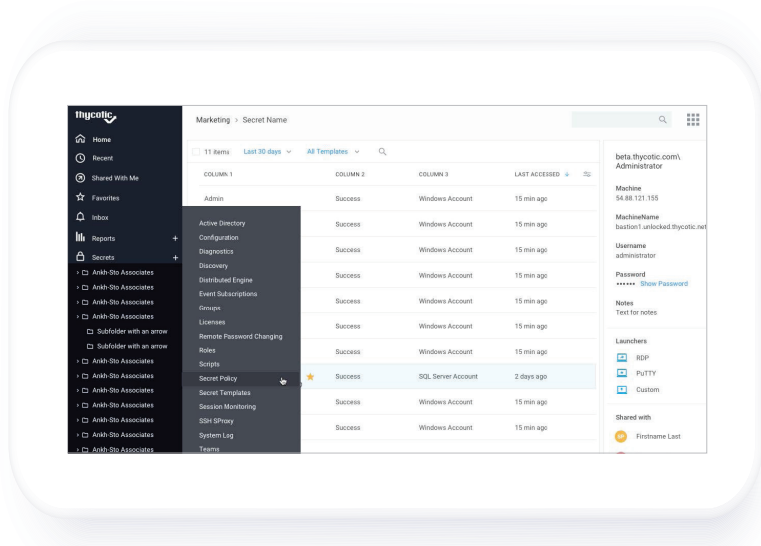 thycotic
Home
Recent
Shared With Me
Favorites
Inbox
Reports +
Secrets +
Ankh-Sto Associates
Ankh-Sto Associates
Ankh-Sto Associates
Ankh-Sto Associates
Subfolder with an arrow
Subfolder with an arrow
Ankh-Sto Associates
Ankh-Sto Associates
Ankh-Sto Associates
Ankh-Sto Associates
Ankh-Sto Associates
Ankh-Sto Associates
Ankh-Sto Associates
Active Directory
Configuration
Diagnostics
Discovery
Distributed Engine
Event Subscriptions
Groups
Licenses
Remote Password Changing
Roles
Scripts
Secret Policy
Secret Templates
Session Monitoring
SSH SProxy
System Log
Teams
Marketing > Secret Name
11 items Last 30 days All Templates
COLUMN 1 COLUMN 2 COLUMN 3 LAST ACCESSED
Admin Success Windows Account 15 min ago
Success Windows Account 15 min ago
Success Windows Account 15 min ago
Success Windows Account 15 min ago
Success Windows Account 15 min ago
Success Windows Account 15 min ago
Success Windows Account 15 min ago
Success SQL Server Account 2 days ago
Success Windows Account 15 min ago
Success Windows Account 15 min ago
beta.thycotic.com\
Administrator
Machine
54.88.121.155
MachineName
bastion1.unlocked.thycotic.net
Username
administrator
Password
•••••• Show Password
Notes
Text for notes
Launchers
RDP
PuTTY
Custom
Shared with
Firstname Last